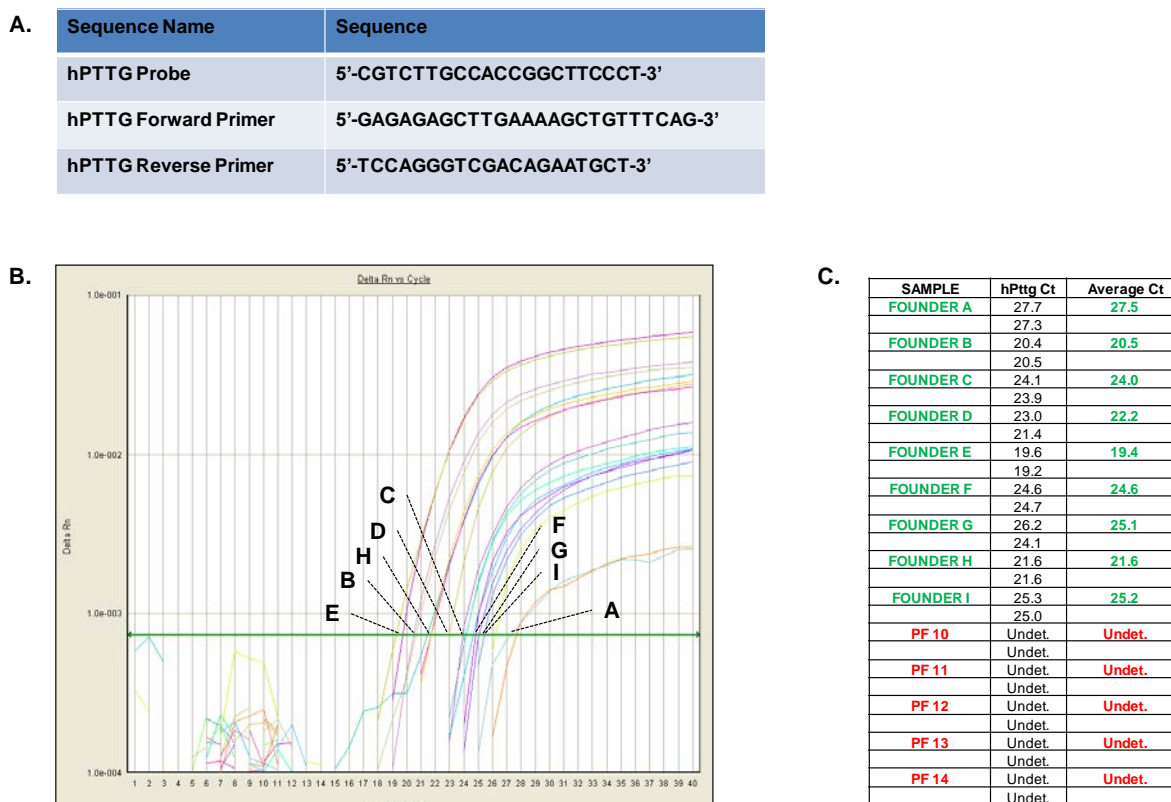 A.
Sequence Name Sequence
hPTTG Probe 5'-CGTCTTGCCACCGGCTTCCCT-3'
hPTTG Forward Primer 5'-GAGAGAGCTTGAAAAGCTGTTTCAG-3'
hPTTG Reverse Primer 5'-TCCAGGGTCGACAGAATGCT-3'
B.
Delta Rn vs Cycle
1.0e-001
1.0e-002
1.0e-003
1.0e-004
Delta Rn
C
D
H
B
E
F
G
I
A
1 2 3 4 5 6 7 8 9 10 11 12 13 14 15 16 17 18 19 20 21 22 23 24 25 26 27 28 29 30 31 32 33 34 35 36 37 38 39 40
C.
SAMPLE hPttg Ct Average Ct
FOUNDER A 27.7 27.5
27.3
FOUNDER B 20.4 20.5
20.5
FOUNDER C 24.1 24.0
23.9
FOUNDER D 23.0 22.2
21.4
FOUNDER E 19.6 19.4
19.2
FOUNDER F 24.6 24.6
24.7
FOUNDER G 26.2 25.1
24.1
FOUNDER H 21.6 21.6
21.6
FOUNDER I 25.3 25.2
25.0
PF 10 Undet. Undet.
Undet.
PF 11 Undet. Undet.
Undet.
PF 12 Undet. Undet.
Undet.
PF 13 Undet. Undet.
Undet.
PF 14 Undet. Undet.
Undet.